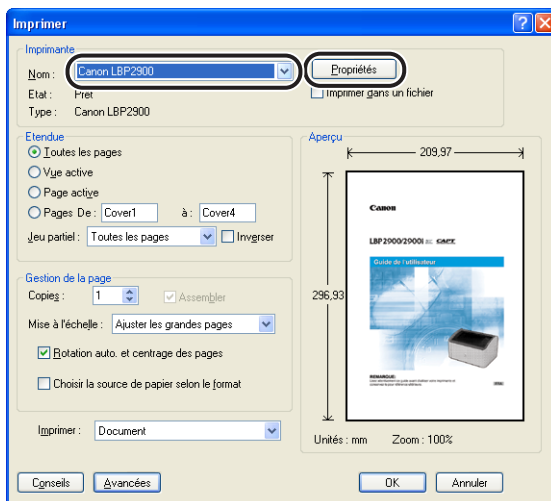 Imprimer
Imprimante
Nom : Canon LBP2900 Propriétés
Etat : Prêt Imprimer dans un fichier
Type : Canon LBP2900
Etendue
Toutes les pages
Vue active
Page active
Pages De : Cover1 à : Cover4
Jeu partiel : Toutes les pages Inverser
Gestion de la page
Copies : 1 Assembler
Mise à l'échelle : Ajuster les grandes pages
Rotation auto. et centrage des pages
Choisir la source de papier selon le format
Imprimer : Document
Aperçu
209,97
296,93
Canon
LBP2900/2900i
Guide de l'utilisateur
REMARQUE:
Unités : mm Zoom : 100%
Conseils Avancées OK Annuler